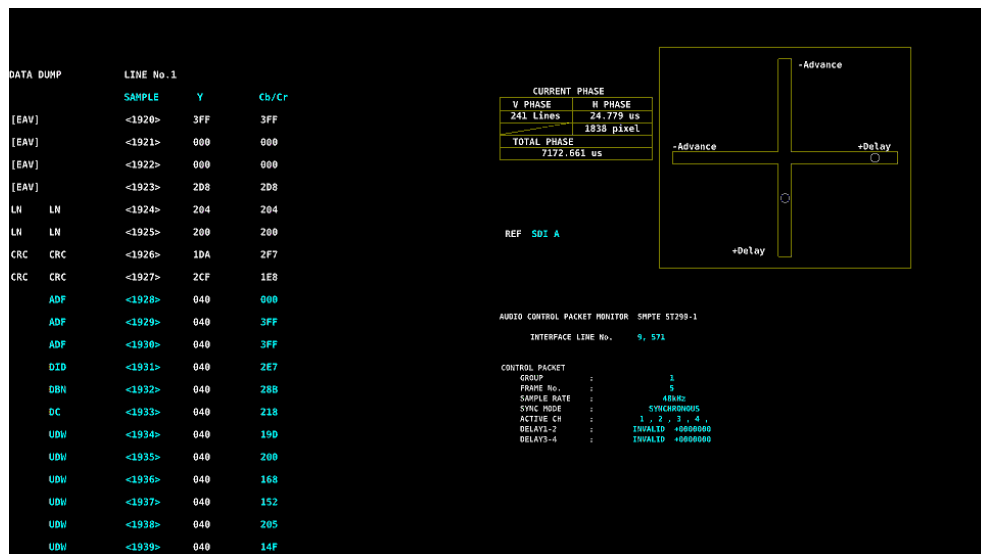 DATA DUMP LINE No.1
SAMPLE Y Cb/Cr
[EAV] <1920> 3FF 3FF
[EAV] <1921> 000 000
[EAV] <1922> 000 000
[EAV] <1923> 2D8 2D8
LN LN <1924> 204 204
LN LN <1925> 200 200
CRC CRC <1926> 1DA 2F7
CRC CRC <1927> 2CF 1E8
ADF <1928> 040 000
ADF <1929> 040 3FF
ADF <1930> 040 3FF
DID <1931> 040 2E7
DBN <1932> 040 28B
DC <1933> 040 218
UDW <1934> 040 19D
UDW <1935> 040 200
UDW <1936> 040 168
UDW <1937> 040 152
UDW <1938> 040 205
UDW <1939> 040 14F
CURRENT PHASE
V PHASE H PHASE
241 Lines 24.779 us
1838 pixel
TOTAL PHASE
7172.661 us
REF SDI A
-Advance
-Advance +Delay
+Delay
AUDIO CONTROL PACKET MONITOR SMPTE ST299-1
INTERFACE LINE No. 9, 571
CONTROL PACKET
GROUP : 1
FRAME No. : 5
SAMPLE RATE : 48kHz
SYNC MODE : SYNCHRONOUS
ACTIVE CH : 1 , 2 , 3 , 4 ,
DELAY1-2 : INVALID +0000000
DELAY3-4 : INVALID +0000000